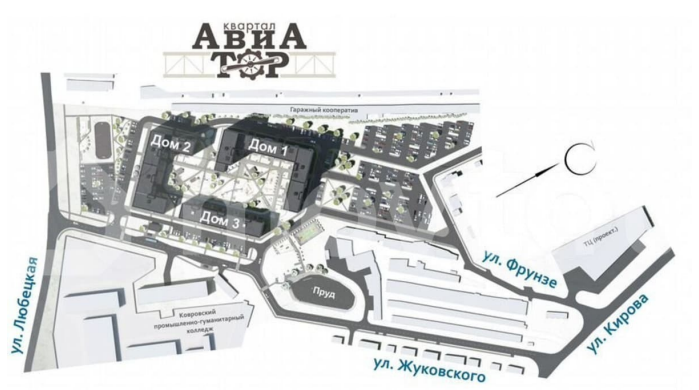 квартал
АВИА
ТОР
Гаражный кооператив
Дом 2
Дом 1
Дом 3
С
ТЦ (проект.)
ул. Фрунзе
ул. Кирова
Пруд
ул. Любецкая
Ковровский
промышленно-гуманитарный
колледж
ул. Жуковского